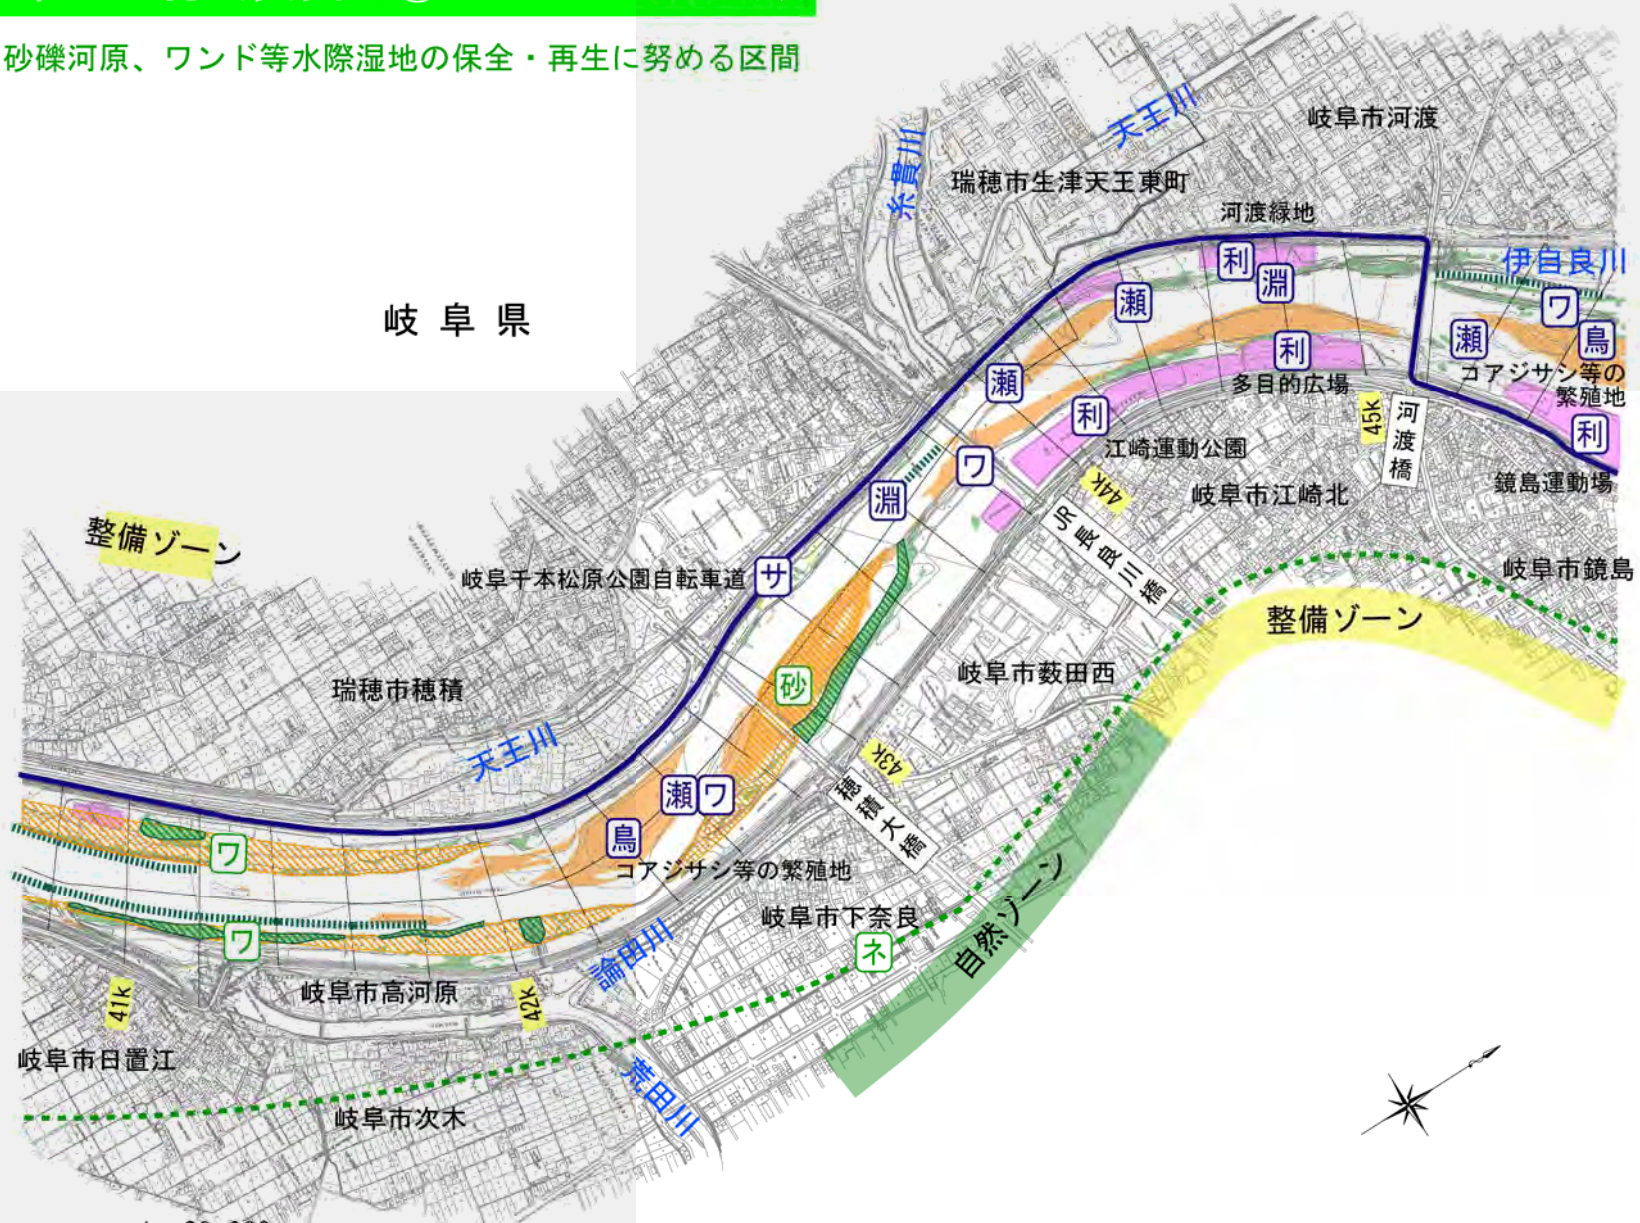 砂礫河原、ワンド等水際湿地の保全・再生に努める区間
岐阜県
天王川
岐阜市河渡
糸貫川
瑞穂市生津天王東町
河渡緑地
伊自良川
利
淵
瀬
ワ
瀬
鳥
コアジサシ等の
繁殖地
利
瀬
利
多目的広場
45k
河渡橋
利
江崎運動公園
鏡島運動場
ワ
44k
岐阜市江崎北
淵
JR長良川橋
整備ゾーン
岐阜千本松原公園自転車道
サ
岐阜市鏡島
整備ゾーン
岐阜市薮田西
砂
瑞穂市穂積
天王川
43k
穂積大橋
瀬
ワ
鳥
コアジサシ等の繁殖地
ワ
岐阜市下奈良
ネ
自然ゾーン
ワ
論田川
41k
岐阜市高河原
42k
岐阜市日置江
荒田川
岐阜市次木